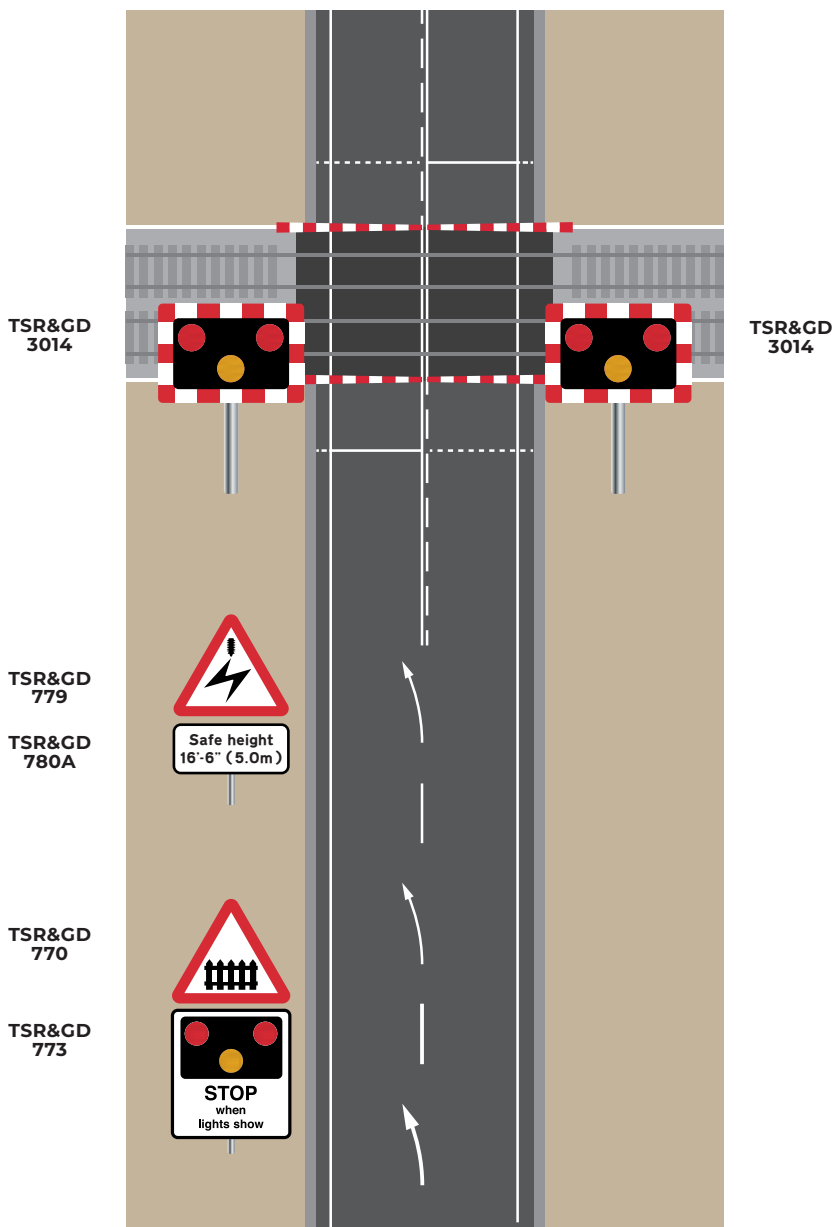 TSR&GD
3014
TSR&GD
3014
TSR&GD
779
TSR&GD
780A
Safe height
16'-6" (5.0m)
TSR&GD
770
TSR&GD
773
STOP
when
lights show